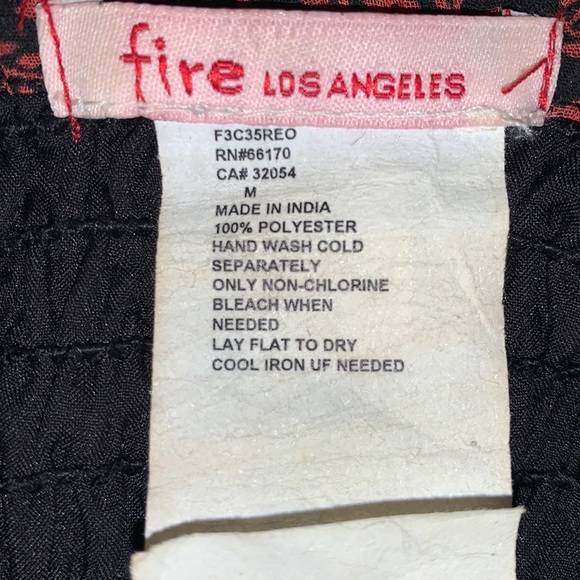 fire LOS ANGELES
F3C35REO
RN#66170
CA# 32054
M
MADE IN INDIA
100% POLYESTER
HAND WASH COLD
SEPARATELY
ONLY NON-CHLORINE
BLEACH WHEN
NEEDED
LAY FLAT TO DRY
COOL IRON UF NEEDED